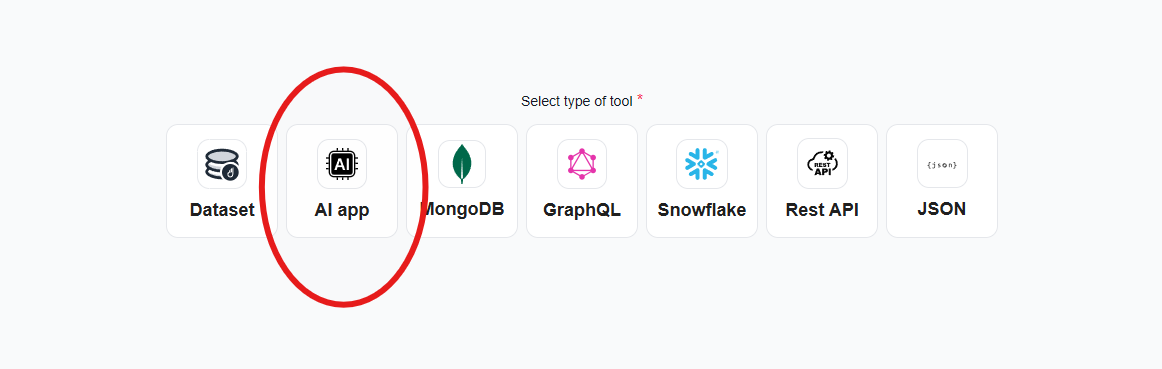 Select type of tool *
AI REST API {json}
Dataset AI app MongoDB GraphQL Snowflake Rest API JSON